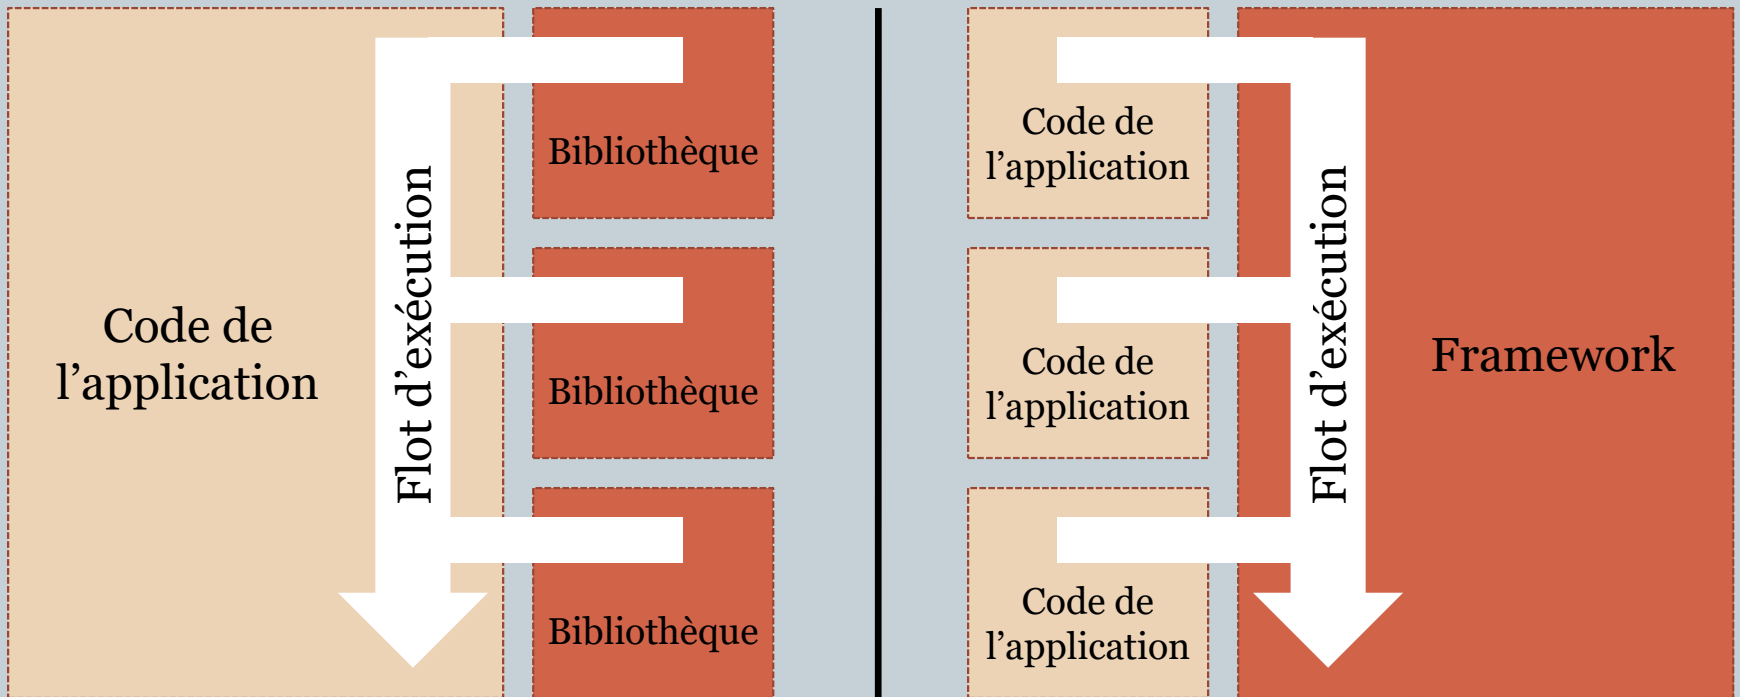 Code de
l’application
Flot d’exécution
Bibliothèque
Bibliothèque
Bibliothèque
Code de
l’application
Code de
l’application
Code de
l’application
Flot d’exécution
Framework